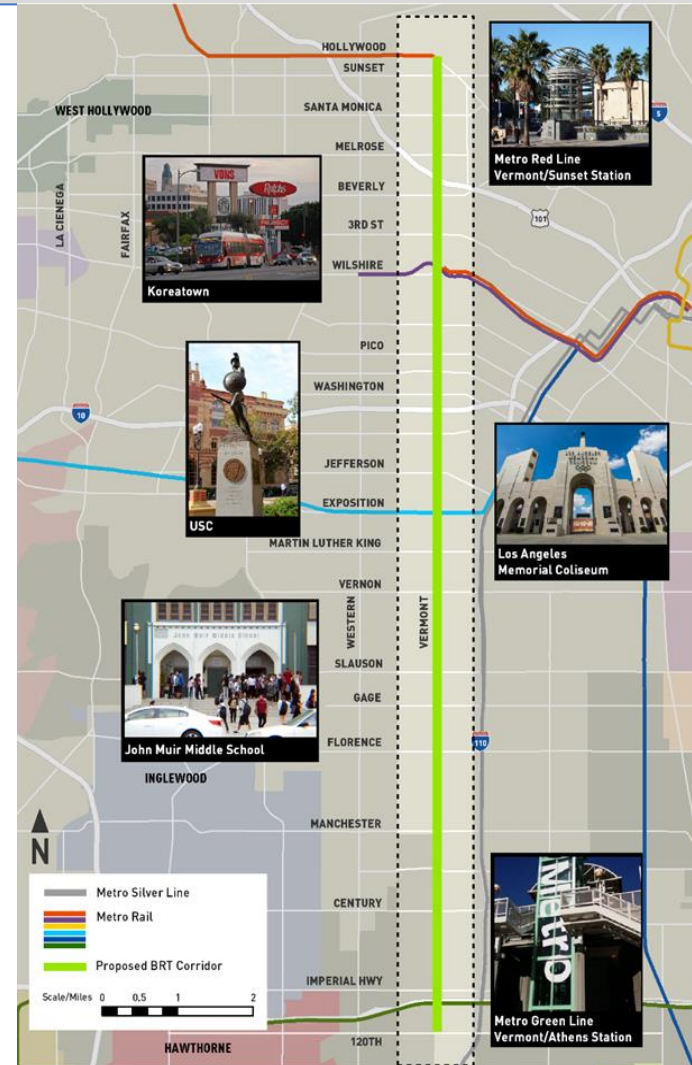 HOLLYWOOD
SUNSET
WEST HOLLYWOOD
SANTA MONICA
5
Metro Red Line
Vermont/Sunset Station
MELROSE
VONS
Ralphs
BEVERLY
LA CIENEGA
FAIRFAX
101
3RD ST
WILSHIRE
Koreatown
PICO
WASHINGTON
10
JEFFERSON
LOS ANGELES
MEMORIAL
COLISEUM
EXPOSITION
USC
MARTIN LUTHER KING
Los Angeles
Memorial Coliseum
VERNON
WESTERN
VERMONT
John Muir Middle School
SLAUSON
GAGE
John Muir Middle School
FLORENCE
110
INGLEWOOD
N
MANCHESTER
Metro
Metro Silver Line
Metro Rail
CENTURY
Proposed BRT Corridor
IMPERIAL HWY
Scale/Miles 0 0.5 1 2
Metro Green Line
Vermont/Athens Station
120TH
HAWTHORNE